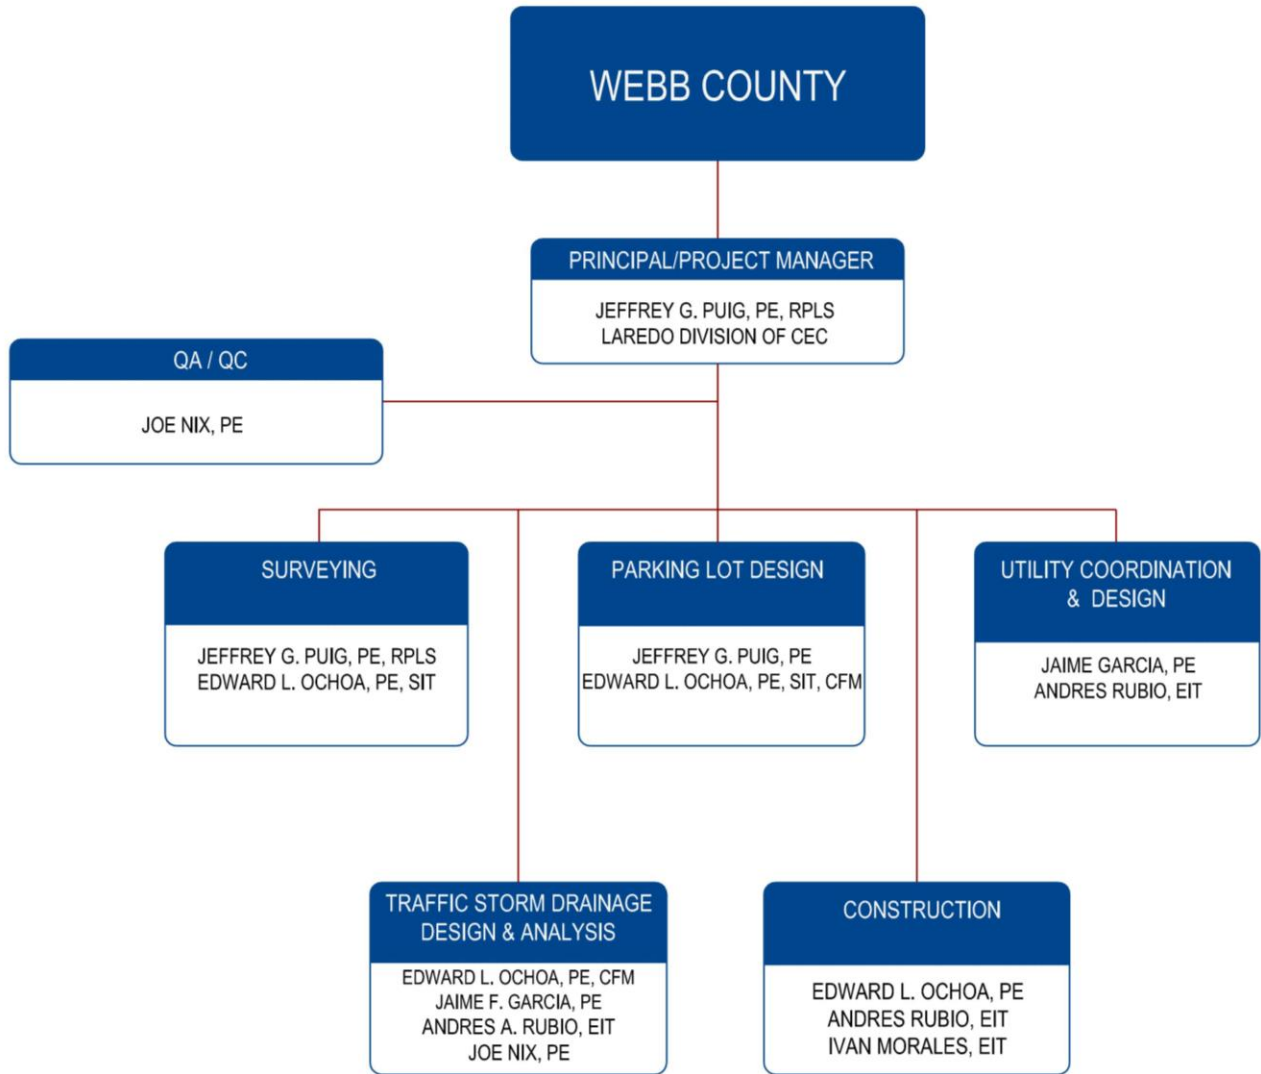 WEBB COUNTY
PRINCIPAL/PROJECT MANAGER
JEFFREY G. PUIG, PE, RPLS
LAREDO DIVISION OF CEC
QA / QC
JOE NIX, PE
SURVEYING
JEFFREY G. PUIG, PE, RPLS
EDWARD L. OCHOA, PE, SIT
PARKING LOT DESIGN
JEFFREY G. PUIG, PE
EDWARD L. OCHOA, PE, SIT, CFM
UTILITY COORDINATION
& DESIGN
JAIME GARCIA, PE
ANDRES RUBIO, EIT
TRAFFIC STORM DRAINAGE
DESIGN & ANALYSIS
EDWARD L. OCHOA, PE, CFM
JAIME F. GARCIA, PE
ANDRES A. RUBIO, EIT
JOE NIX, PE
CONSTRUCTION
EDWARD L. OCHOA, PE
ANDRES RUBIO, EIT
IVAN MORALES, EIT